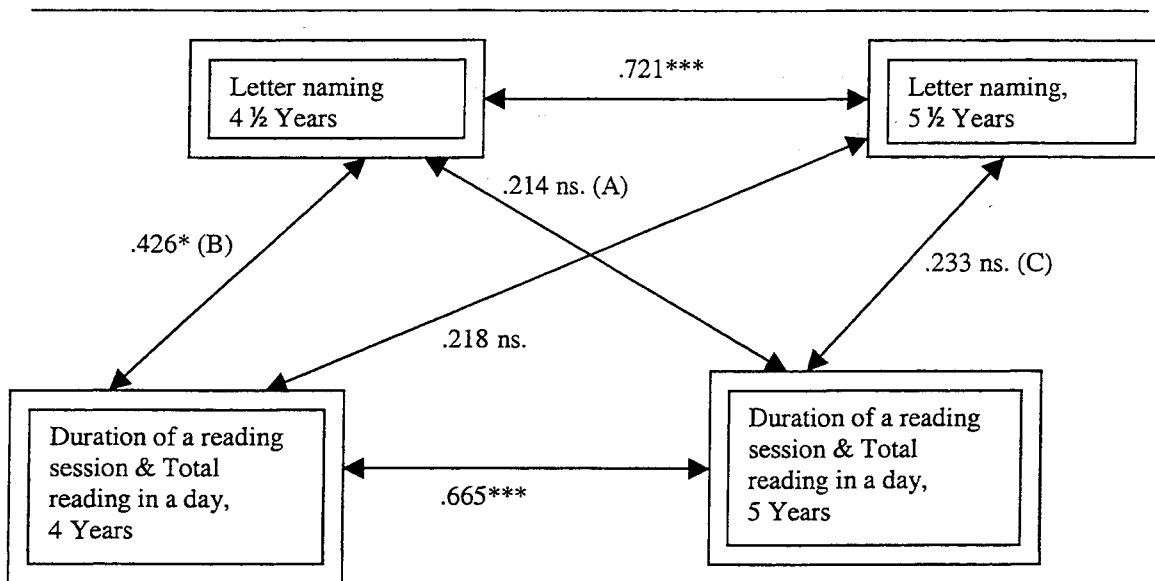 Letter naming
4 ½ Years
.721***
Letter naming,
5 ½ Years
.214 ns. (A)
.426* (B)
.233 ns. (C)
.218 ns.
Duration of a reading
session & Total
reading in a day,
4 Years
.665***
Duration of a reading
session & Total
reading in a day,
5 Years